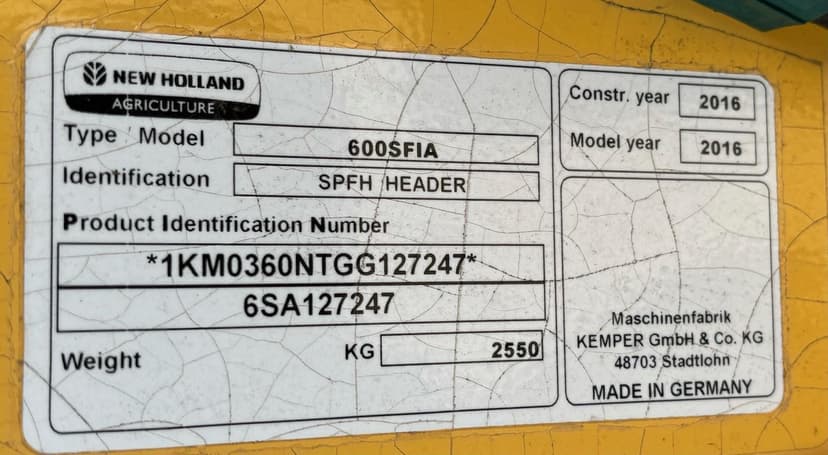 NEW HOLLAND
AGRICULTURE
Type Model 600SFIA
Identification SPFH HEADER
Product Identification Number
*1KM0360NTGG127247*
6SA127247
Weight KG 2550
Constr. year 2016
Model year 2016
Maschinenfabrik
KEMPER GmbH & Co. KG
48703 Stadtlohn
MADE IN GERMANY